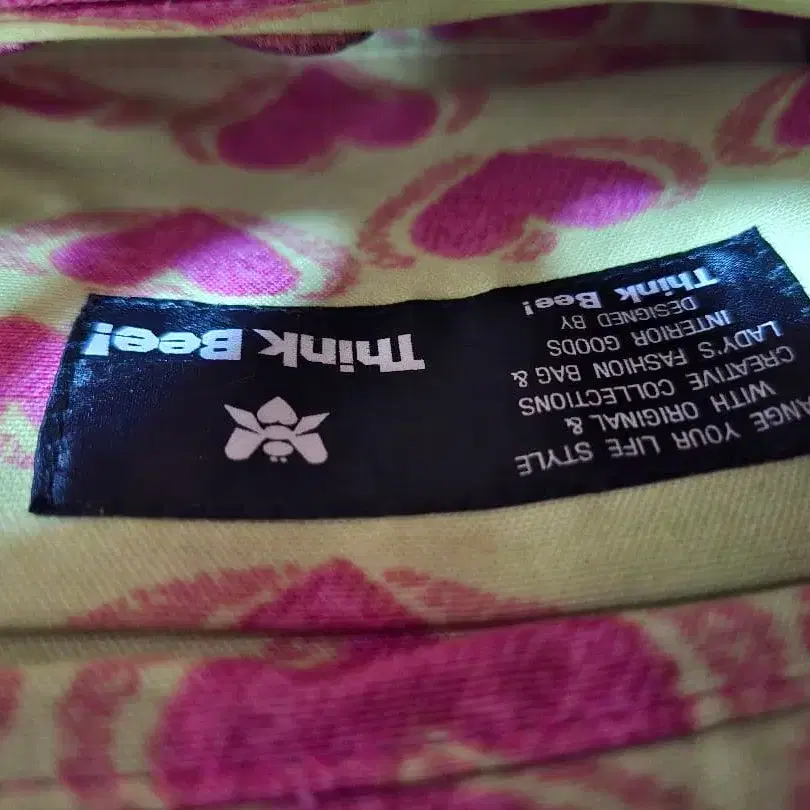 Think Bee!
ANGE YOUR LIFE STYLE
WITH ORIGINAL &
CREATIVE COLLECTIONS
LADY'S FASHION BAG &
INTERIOR GOODS
DESIGNED BY
Think Bee!